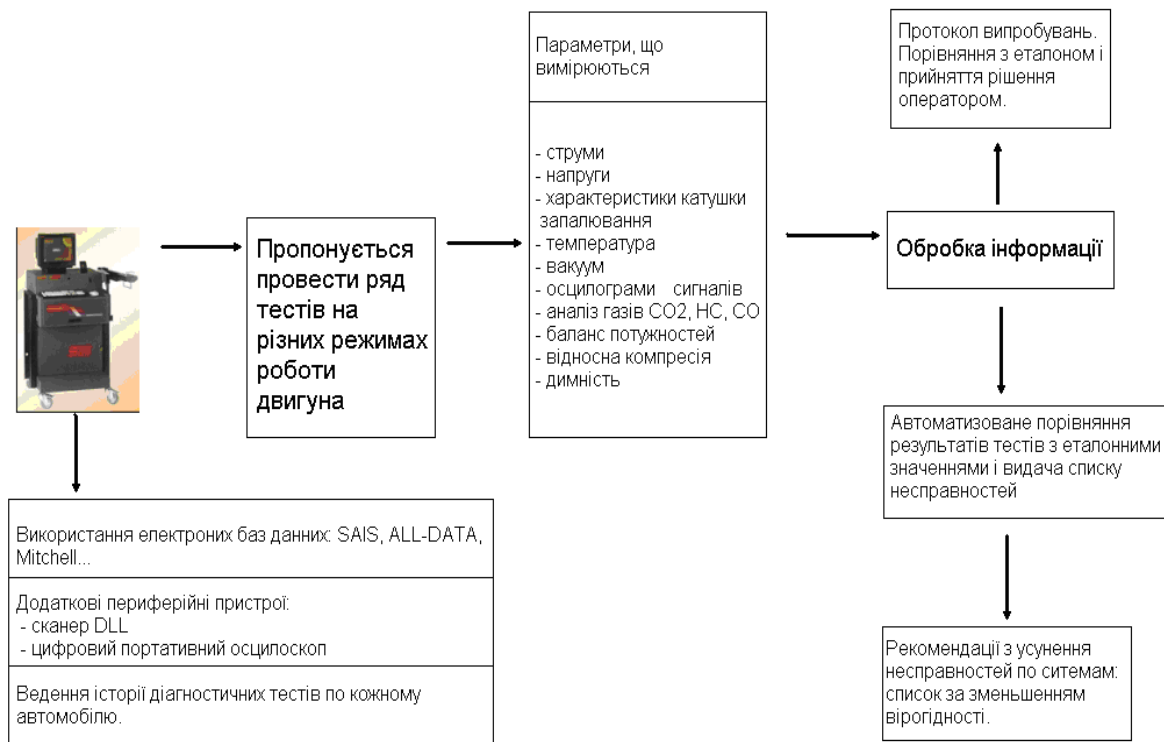 Параметри, що
вимірюються
- струми
- напруги
- характеристики катушки
запалювання
- температура
- вакуум
- осцилограми сигналів
- аналіз газів CO2, HC, CO
- баланс потужностей
- відносна компресія
- димність
Протокол випробувань.
Порівняння з еталоном і
прийняття рішення
оператором.
Пропонується
провести ряд
тестів на
різних режимах
роботи
двигуна
Обробка інформації
Автоматизоване порівняння
результатів тестів з еталонними
значеннями і видача списку
несправностей
Використання електроних баз данних: SAIS, ALL-DATA,
Mitchell...
Додаткові периферійні пристрої:
- сканер DLL
- цифровий портативний осцилоскоп
Ведення історії діагностичних тестів по кожному
автомобілю.
Рекомендації з усунення
несправностей по ситемам:
список за зменьшенням
вірогідності.